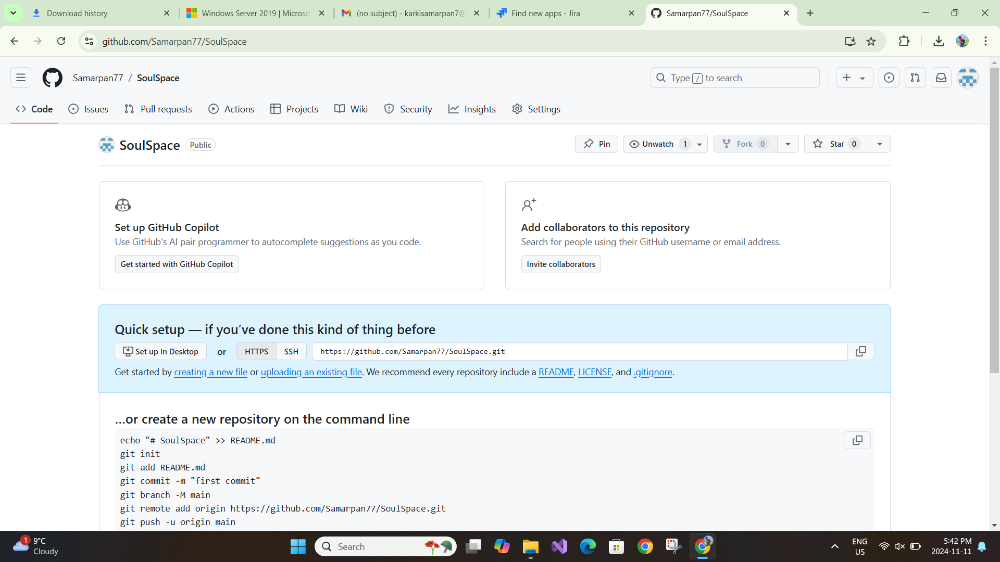 Download history
Windows Server 2019 | Microso
(no subject) - karkisamarpan7@
Find new apps - Jira
Samarpan77/SoulSpace
github.com/Samarpan77/SoulSpace
Samarpan77 / SoulSpace
Type / to search
Code
Issues
Pull requests
Actions
Projects
Wiki
Security
Insights
Settings
SoulSpace Public
Pin
Unwatch 1
Fork 0
Star 0
Set up GitHub Copilot
Use GitHub's AI pair programmer to autocomplete suggestions as you code.
Get started with GitHub Copilot
Add collaborators to this repository
Search for people using their GitHub username or email address.
Invite collaborators
Quick setup — if you’ve done this kind of thing before
Set up in Desktop or HTTPS SSH https://github.com/Samarpan77/SoulSpace.git
Get started by creating a new file or uploading an existing file. We recommend every repository include a README, LICENSE, and .gitignore.
…or create a new repository on the command line
echo "# SoulSpace" >> README.md
git init
git add README.md
git commit -m "first commit"
git branch -M main
git remote add origin https://github.com/Samarpan77/SoulSpace.git
git push -u origin main
1
9°C
Cloudy
Search
ENG
US
5:42 PM
2024-11-11